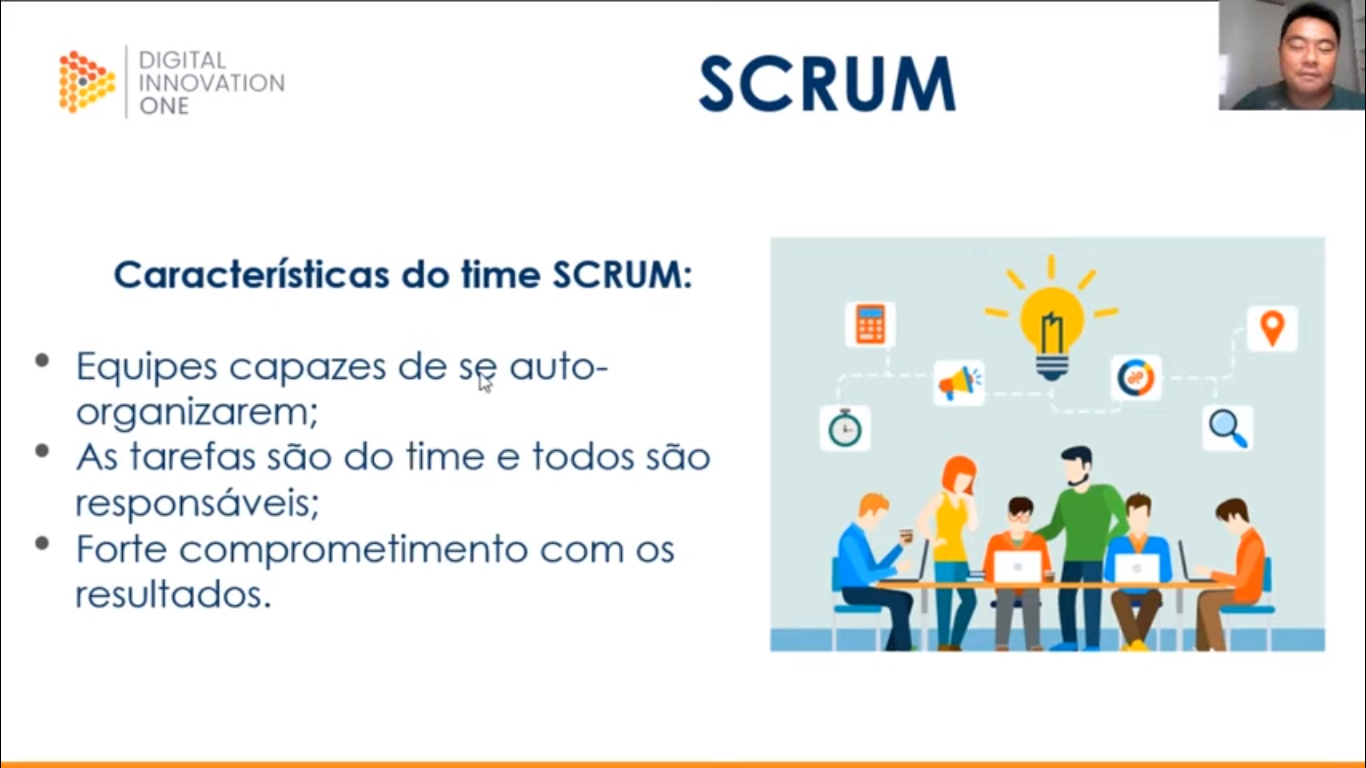 DIGITAL
INNOVATION
ONE
SCRUM
Características do time SCRUM:
• Equipes capazes de se auto-
organizarem;
• As tarefas são do time e todos são
responsáveis;
• Forte comprometimento com os
resultados.